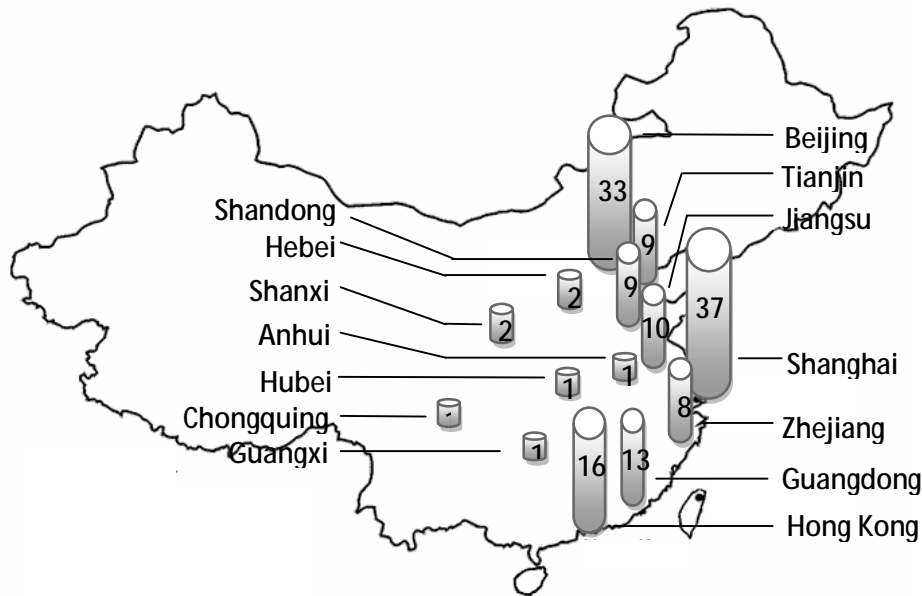 Beijing
33
Tianjin
Shandong
Jiangsu
9
Hebei
9
2
37
Shanxi
2
10
Anhui
Shanghai
1
Hubei
1
8
Chongquing
Zhejiang
Guangxi
1
16
13
Guangdong
Hong Kong